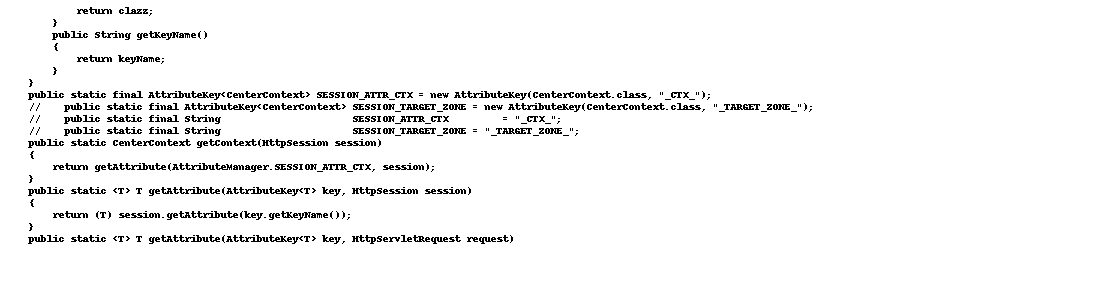 return clazz;
}
public String getKeyName()
{
return keyName;
}
}
public static final AttributeKey<CenterContext> SESSION_ATTR_CTX = new AttributeKey(CenterContext.class, "_CTX_");
//    public static final AttributeKey<CenterContext> SESSION_TARGET_ZONE = new AttributeKey(CenterContext.class, "_TARGET_ZONE_");
//    public static final String                      SESSION_ATTR_CTX         = "_CTX_";
//    public static final String                      SESSION_TARGET_ZONE = "_TARGET_ZONE_";
public static CenterContext getContext(HttpSession session)
{
return getAttribute(AttributeManager.SESSION_ATTR_CTX, session);
}
public static <T> T getAttribute(AttributeKey<T> key, HttpSession session)
{
return (T) session.getAttribute(key.getKeyName());
}
public static <T> T getAttribute(AttributeKey<T> key, HttpServletRequest request)